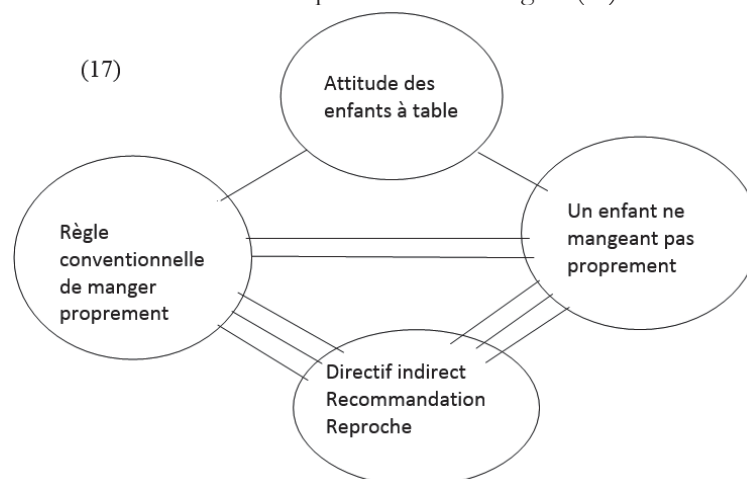 (17)
Attitude des
enfants à table
Règle
conventionnelle
de manger
proprement
Un enfant ne
mangeant pas
proprement
Directif indirect
Recommandation
Reproche